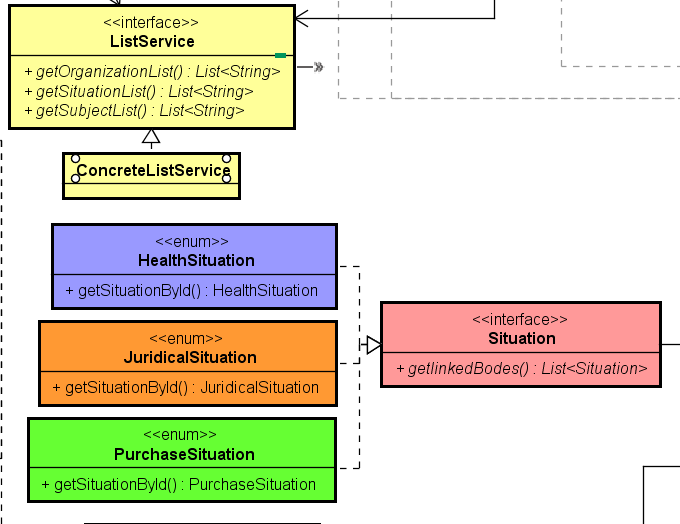 <<interface>>
ListService
+ getOrganizationList() : List<String>
+ getSituationList() : List<String>
+ getSubjectList() : List<String>
ConcreteListService
<<enum>>
HealthSituation
+ getSituationById() : HealthSituation
<<enum>>
JuridicalSituation
+ getSituationById() : JuridicalSituation
<<enum>>
PurchaseSituation
+ getSituationById() : PurchaseSituation
<<interface>>
Situation
+ getlinkedBodes() : List<Situation>